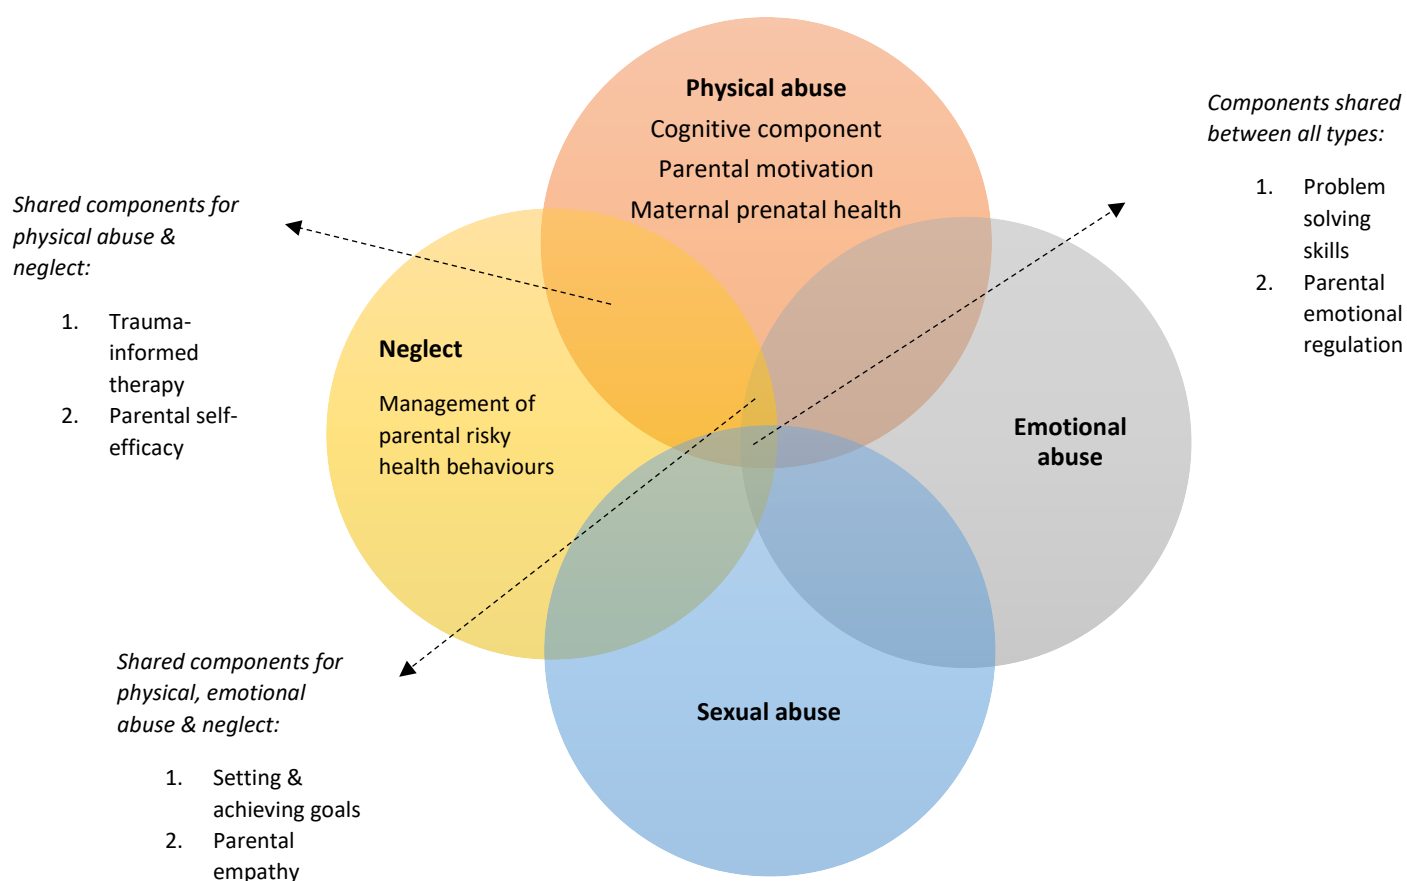 Physical abuse
Cognitive component
Parental motivation
Maternal prenatal health
Components shared
between all types:
1. Problem
solving
skills
2. Parental
emotional
regulation
Shared components for
physical abuse &
neglect:
1. Trauma-
informed
therapy
2. Parental self-
efficacy
Neglect
Management of
parental risky
health behaviours
Emotional
abuse
Shared components for
physical, emotional
abuse & neglect:
1. Setting &
achieving goals
2. Parental
empathy
Sexual abuse